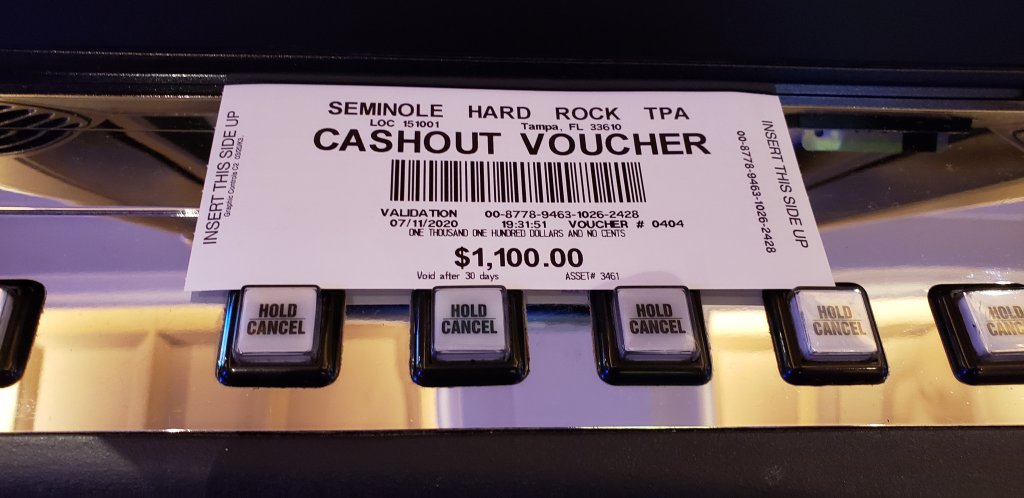 SEMINOLE HARD ROCK TPA
LOC 151001 Tampa, FL 33610
CASHOUT VOUCHER
INSERT THIS SIDE UP
00-8778-9463-1026-2428
INSERT THIS SIDE UP
VALIDATION 00-8778-9463-1026-2428
07/11/2020 19:31:51 VOUCHER # 0404
ONE THOUSAND ONE HUNDRED DOLLARS AND NO CENTS
$1,100.00
Void after 30 days ASSET# 3461
HOLD
CANCEL
HOLD
CANCEL
HOLD
CANCEL
HOLD
CANCEL
HOLD